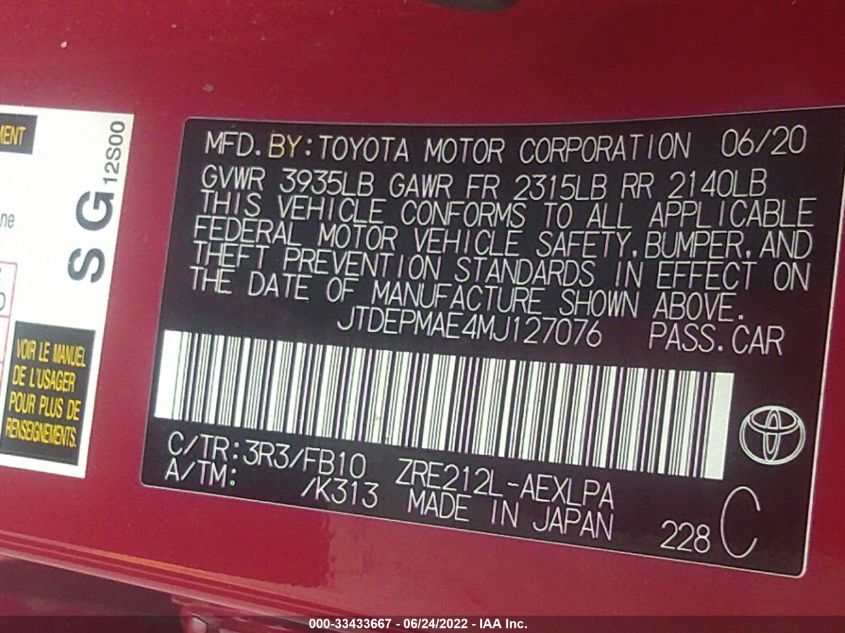 MENT
SG
12S00
ne
VOIR LE MANUEL
DE L'USAGER
POUR PLUS DE
RENSEIGNEMENTS.
MFD. BY: TOYOTA MOTOR CORPORATION 06/20
GVWR 3935LB GAWR FR 2315LB RR 2140LB
THIS VEHICLE CONFORMS TO ALL APPLICABLE
FEDERAL MOTOR VEHICLE SAFETY, BUMPER, AND
THEFT PREVENTION STANDARDS IN EFFECT ON
THE DATE OF MANUFACTURE SHOWN ABOVE.
JTDEPMAE4MJ127076 PASS. CAR
C/TR: 3R3/FB10 ZRE212L-AEXLPA
A/TM: /K313 MADE IN JAPAN 228 C
000-33433667 - 06/24/2022 - IAA Inc.